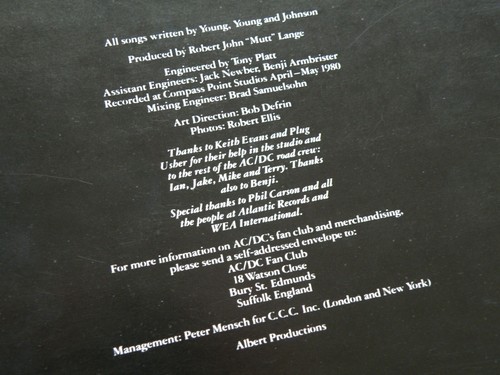 All songs written by Young, Young and Johnson
Produced by Robert John "Mutt" Lange
Engineered by Tony Platt
Assistant Engineers: Jack Newber, Benji Armbrister
Recorded at Compass Point Studios April–May 1980
Mixing Engineer: Brad Samuelsohn
Art Direction: Bob Defrin
Photos: Robert Ellis
Thanks to Keith Evans and Plug
Usher for their help in the studio and
to the rest of the AC/DC road crew:
Ian, Jake, Mike and Terry. Thanks
also to Benji.
Special thanks to Phil Carson and all
the people at Atlantic Records and
WEA International.
For more information on AC/DC's fan club and merchandising,
please send a self-addressed envelope to:
AC/DC Fan Club
18 Watson Close
Bury St. Edmunds
Suffolk England
Management: Peter Mensch for C.C.C. Inc. (London and New York)
Albert Productions